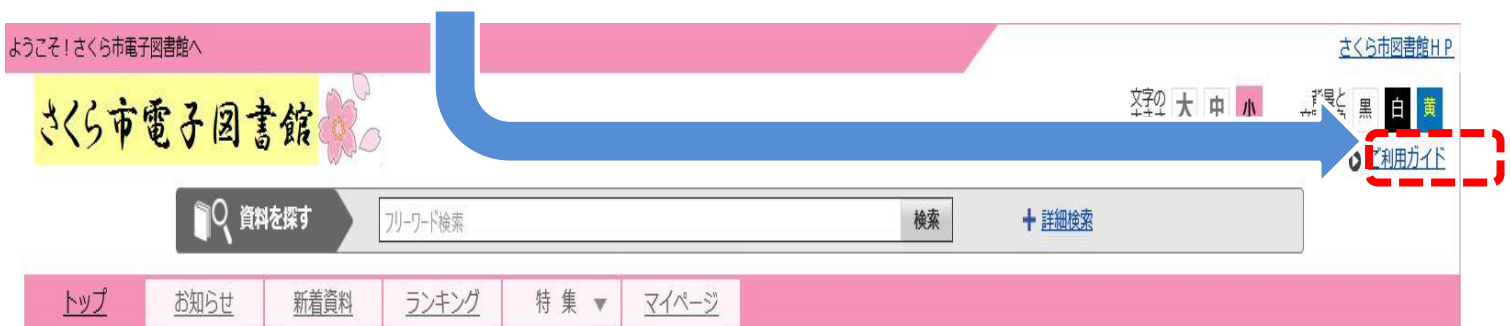 ようこそ！さくら市電子図書館へ
さくら市図書館ＨＰ
さくら市電子図書館
文字の 大 中 小
背景と 黒 白 黄
ご利用ガイド
資料を探す フリーワード検索 検索 詳細検索
トップ お知らせ 新着資料 ランキング 特集 ▼ マイページ